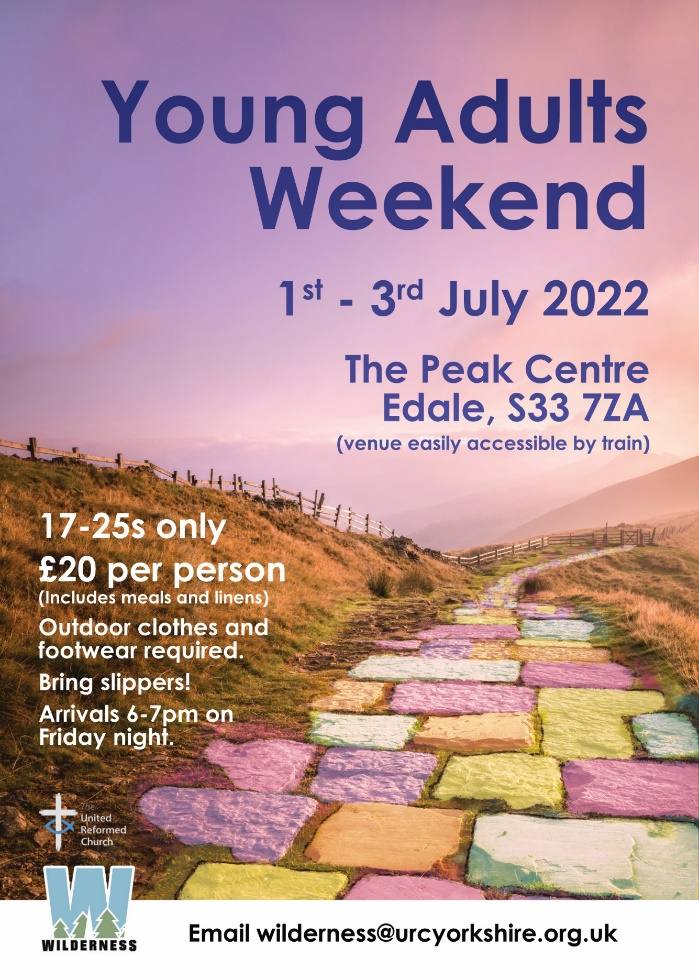 Young Adults
Weekend
1st - 3rd July 2022
The Peak Centre
Edale, S33 7ZA
(venue easily accessible by train)
17-25s only
£20 per person
(Includes meals and linens)
Outdoor clothes and
footwear required.
Bring slippers!
Arrivals 6-7pm on
Friday night.
The
United
Reformed
Church
W
WILDERNESS
Email wilderness@urcyorkshire.org.uk